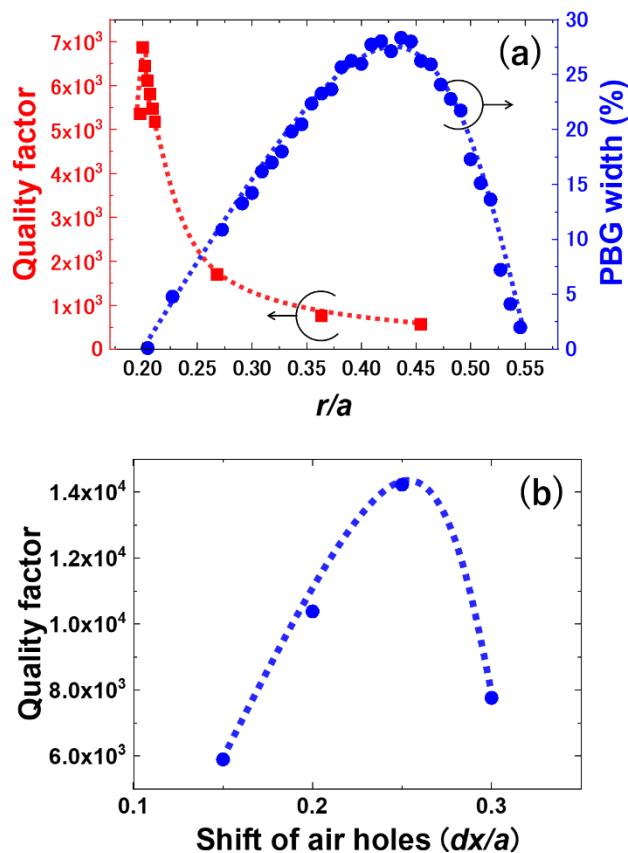 (a)
Quality factor
7x10³
6x10³
5x10³
4x10³
3x10³
2x10³
1x10³
0
30
25
20
15
10
5
0
PBG width (%)
0.20 0.25 0.30 0.35 0.40 0.45 0.50 0.55
r/a
(b)
Quality factor
1.4x10⁴
1.2x10⁴
1.0x10⁴
8.0x10³
6.0x10³
0.1 0.2 0.3
Shift of air holes (dx/a)